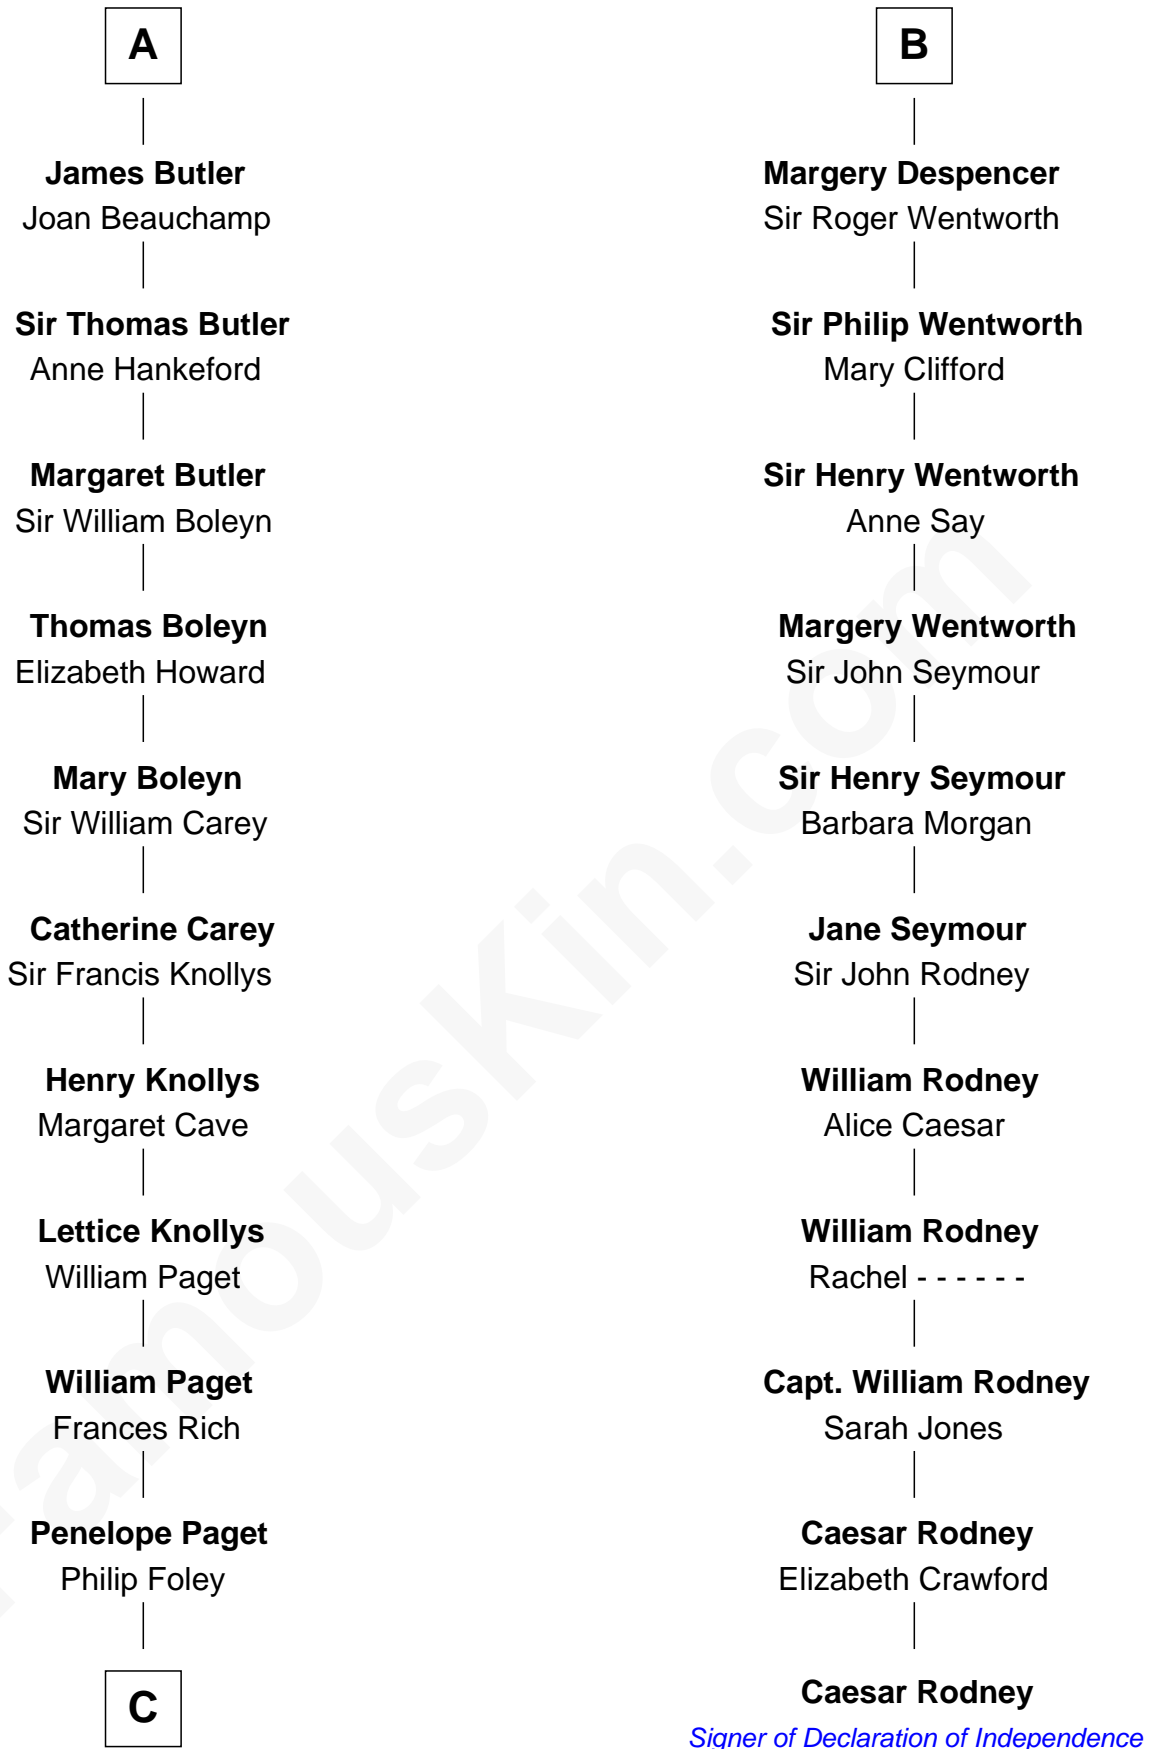 A
James Butler
Joan Beauchamp
Sir Thomas Butler
Anne Hankeford
Margaret Butler
Sir William Boleyn
Thomas Boleyn
Elizabeth Howard
Mary Boleyn
Sir William Carey
Catherine Carey
Sir Francis Knollys
Henry Knollys
Margaret Cave
Lettice Knollys
William Paget
William Paget
Frances Rich
Penelope Paget
Philip Foley
C
B
Margery Despencer
Sir Roger Wentworth
Sir Philip Wentworth
Mary Clifford
Sir Henry Wentworth
Anne Say
Margery Wentworth
Sir John Seymour
Sir Henry Seymour
Barbara Morgan
Jane Seymour
Sir John Rodney
William Rodney
Alice Caesar
William Rodney
Rachel - - - - - -
Capt. William Rodney
Sarah Jones
Caesar Rodney
Elizabeth Crawford
Caesar Rodney
Signer of Declaration of Independence
FamousKin.com